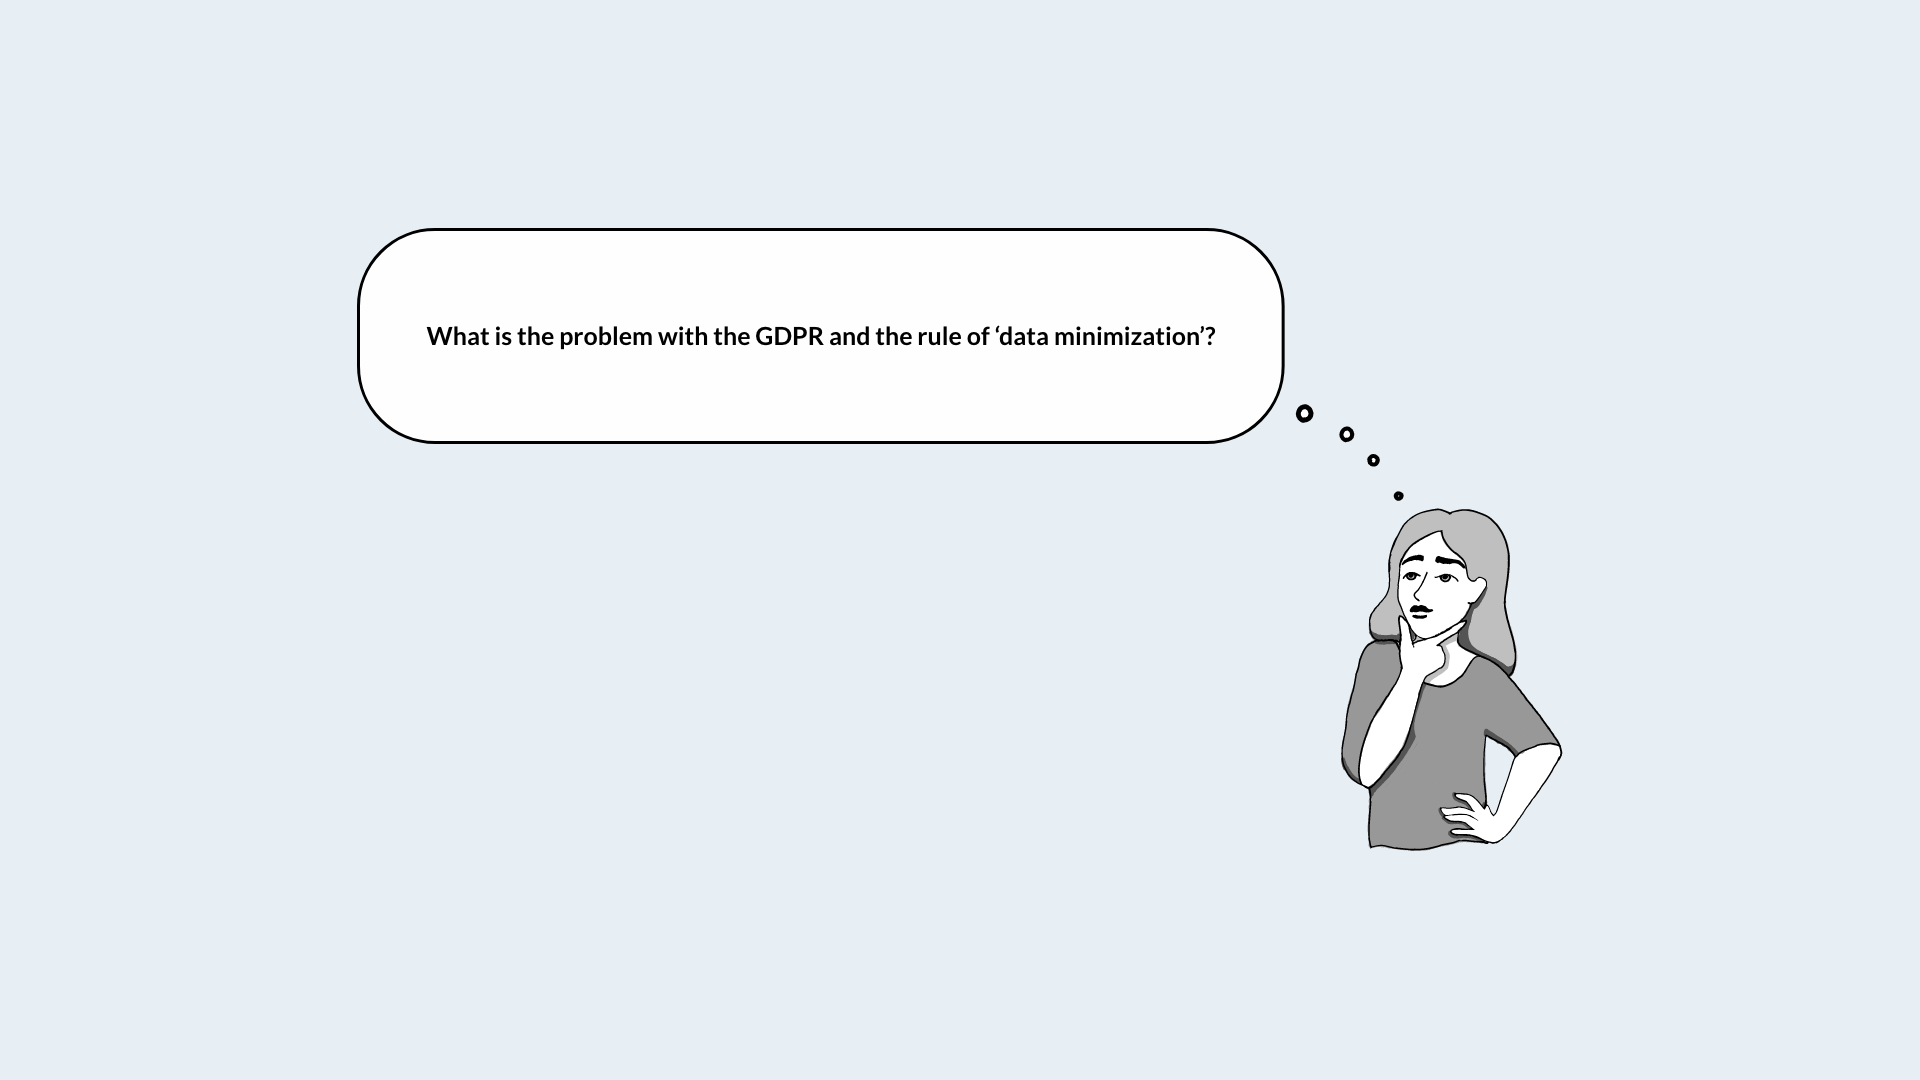 What is the problem with the GDPR and the rule of ‘data minimization’?